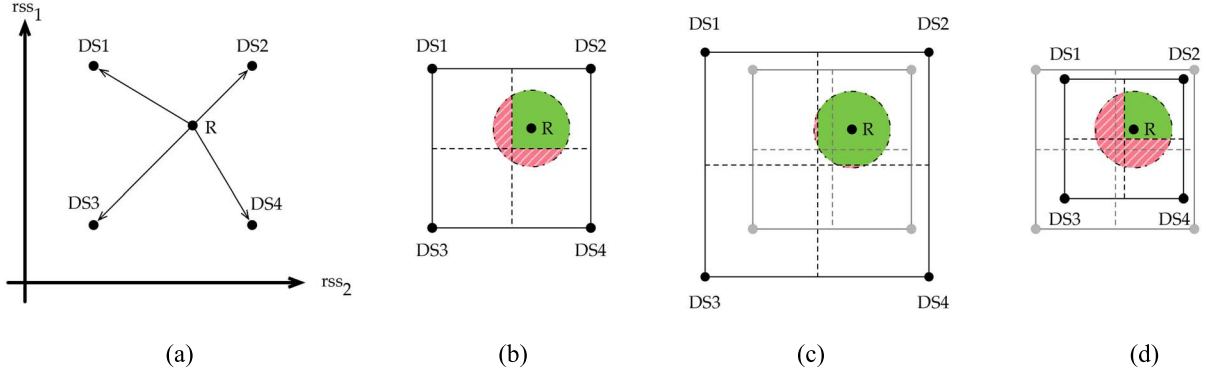 rss1
DS1
DS2
R
DS3
DS4
rss2
(a)
DS1
DS2
R
DS3
DS4
(b)
DS1
DS2
R
DS3
DS4
(c)
DS1
DS2
R
DS3
DS4
(d)